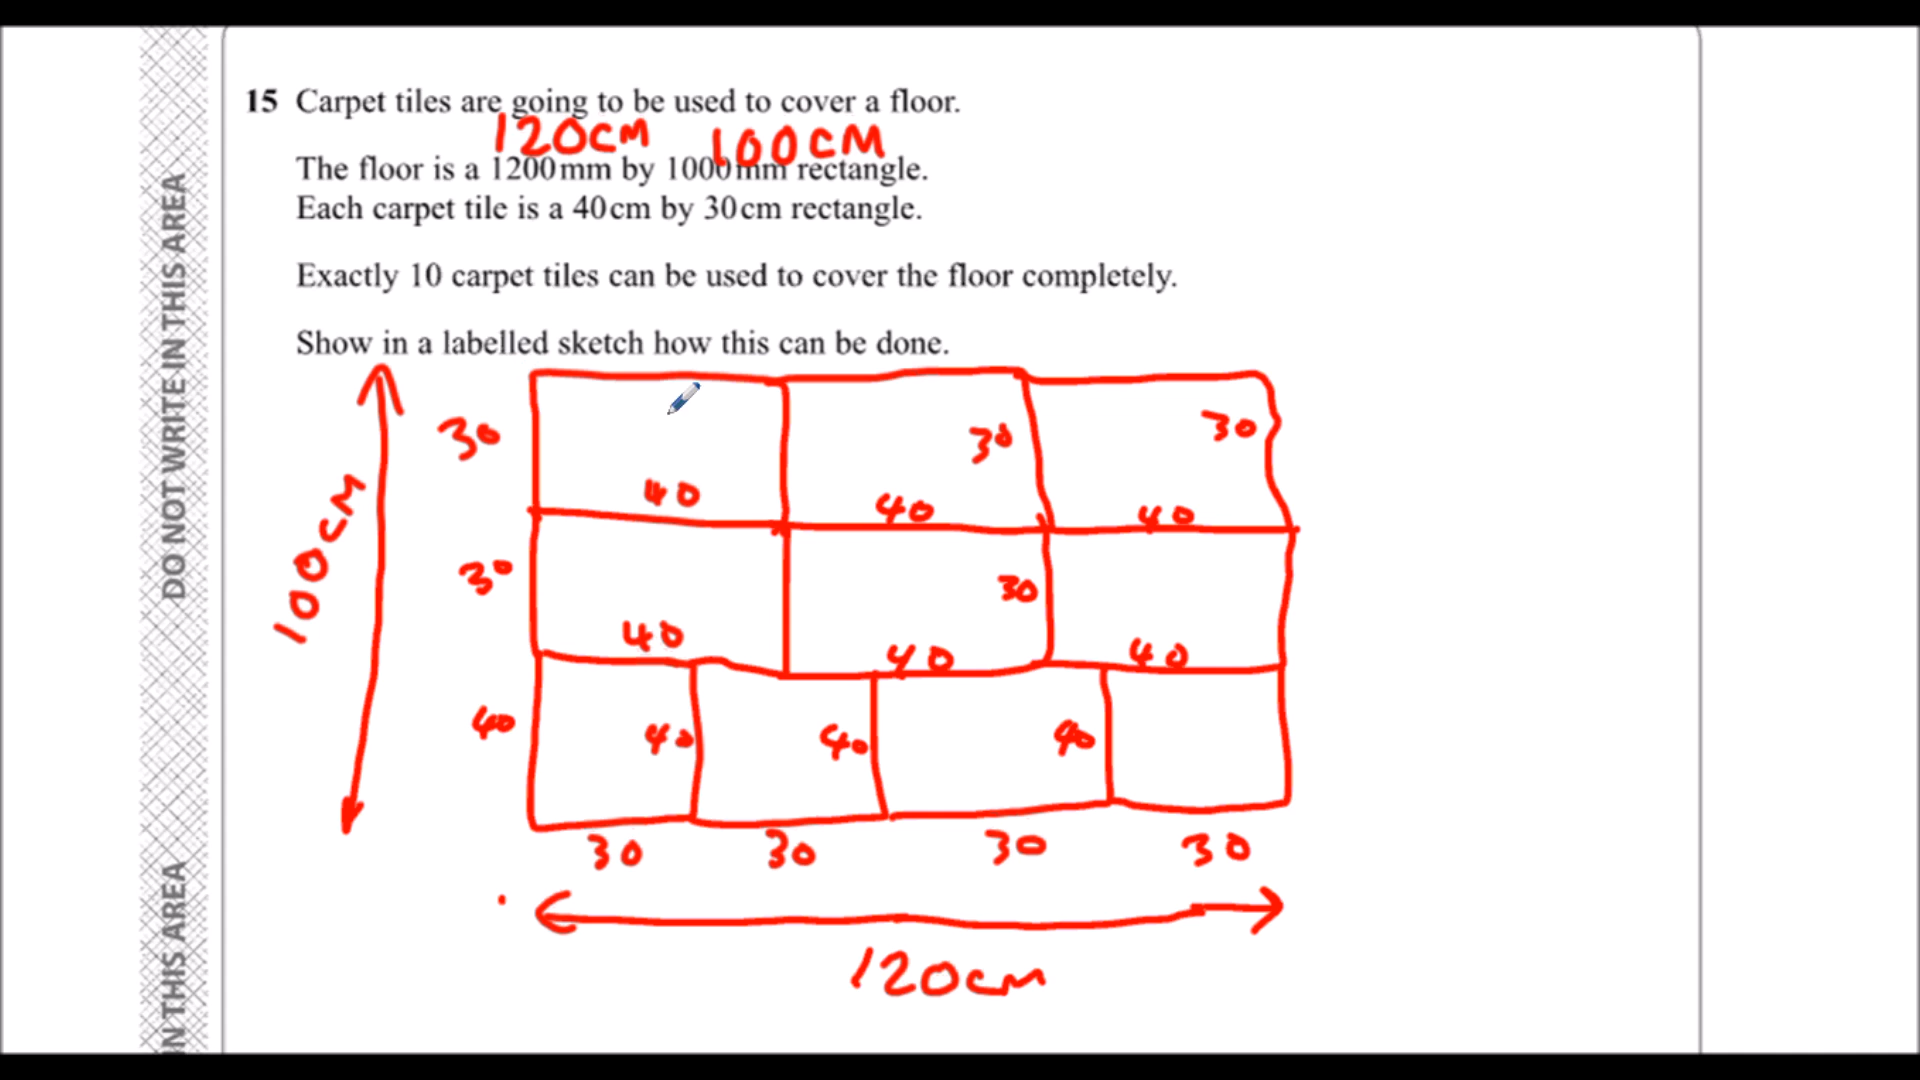 15 Carpet tiles are going to be used to cover a floor.
120CM 100CM
The floor is a 1200mm by 1000mm rectangle.
Each carpet tile is a 40cm by 30cm rectangle.
Exactly 10 carpet tiles can be used to cover the floor completely.
Show in a labelled sketch how this can be done.
30 30 30
40 40 40
100CM
30 30
40 40 40
40 40 40 40
30 30 30 30
120cm
DO NOT WRITE IN THIS AREA
IN THIS AREA